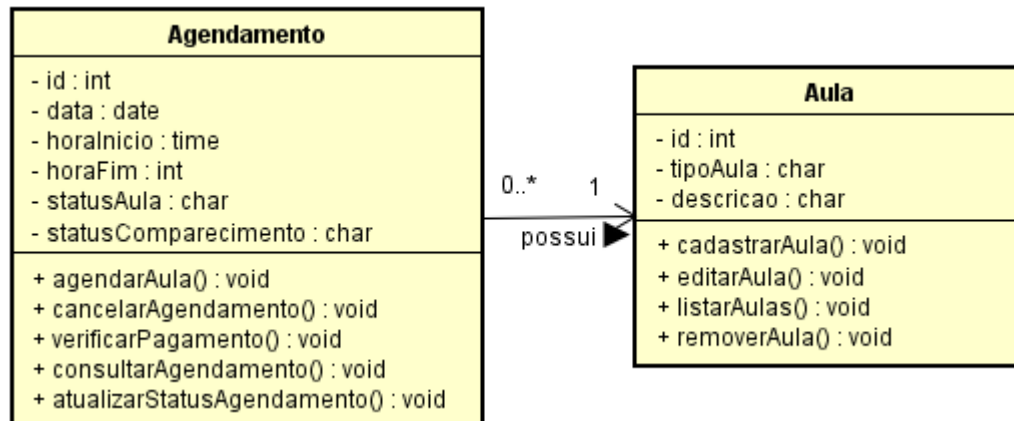 Agendamento
- id : int
- data : date
- horaInicio : time
- horaFim : int
- statusAula : char
- statusComparecimento : char
+ agendarAula() : void
+ cancelarAgendamento() : void
+ verificarPagamento() : void
+ consultarAgendamento() : void
+ atualizarStatusAgendamento() : void
0..* 1
possui
Aula
- id : int
- tipoAula : char
- descricao : char
+ cadastrarAula() : void
+ editarAula() : void
+ listarAulas() : void
+ removerAula() : void